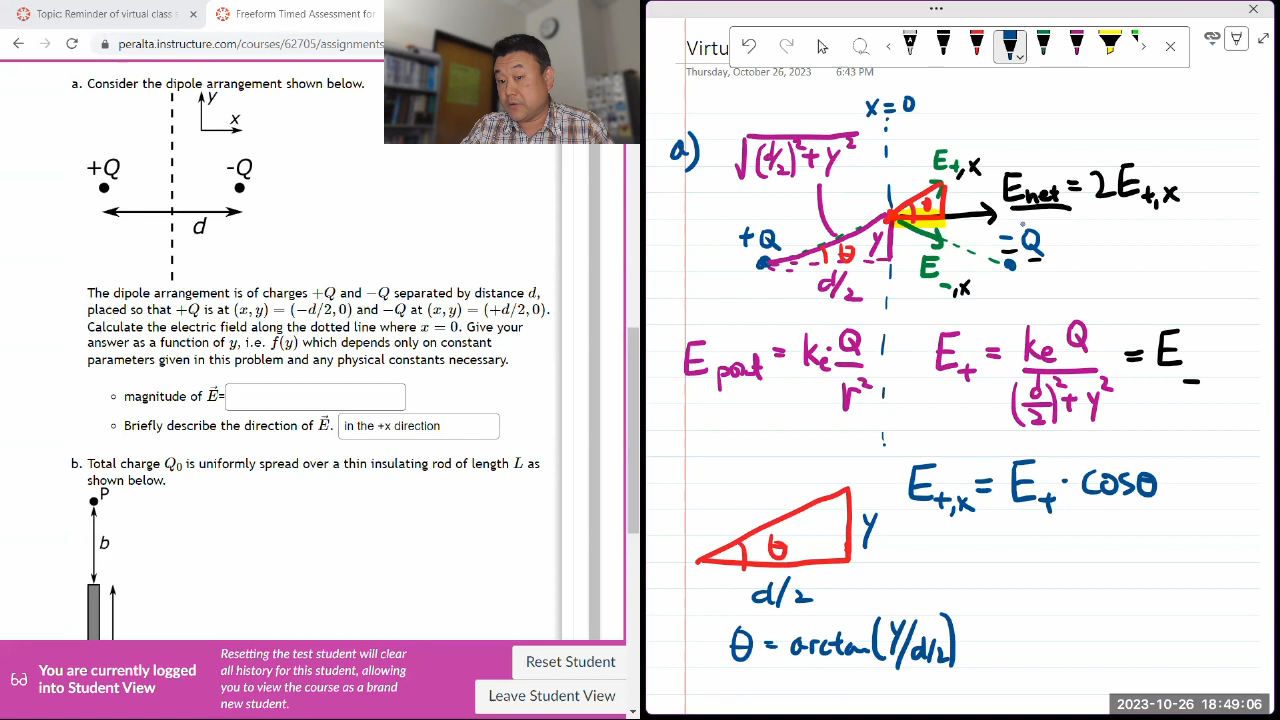 Topic: Reminder of virtual class
Freeform Timed Assessment for
peralta.instructure.com/courses/62705/assignments
a. Consider the dipole arrangement shown below.
y
x
+Q
-Q
d
The dipole arrangement is of charges +Q and −Q separated by distance d,
placed so that +Q is at (x, y) = (−d/2, 0) and −Q at (x, y) = (+d/2, 0).
Calculate the electric field along the dotted line where x = 0. Give your
answer as a function of y, i.e. f(y) which depends only on constant
parameters given in this problem and any physical constants necessary.
magnitude of E⃗=
Briefly describe the direction of E⃗. in the +x direction
b. Total charge Q₀ is uniformly spread over a thin insulating rod of length L as
shown below.
P
b
You are currently logged
into Student View
Resetting the test student will clear
all history for this student, allowing
you to view the course as a brand
new student.
Reset Student
Leave Student View
Virtu
Thursday, October 26, 2023 6:43 PM
x = 0
a)
√((d/2)² + y²)
E+,x
E_net = 2E+,x
+Q
θ
y
θ
-Q
d/2
E-,x
E_point = ke·Q/r²
E+ = ke Q/((d/2)² + y²) = E-
E+,x = E+ · cosθ
θ
y
d/2
θ = arctan(y/d/2)
2023-10-26 18:49:06